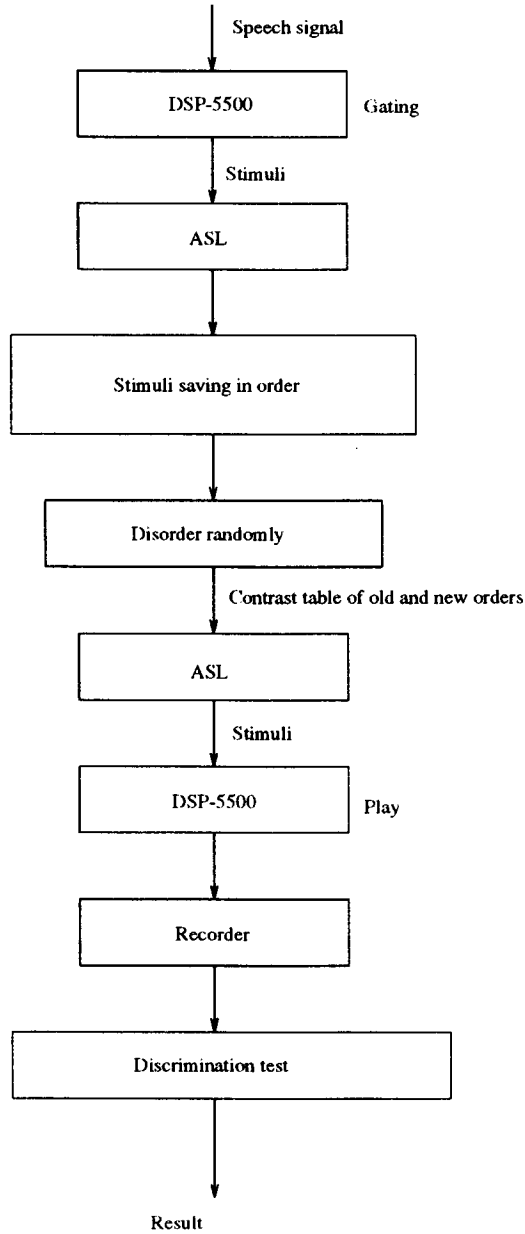 Speech signal
DSP-5500
Gating
Stimuli
ASL
Stimuli saving in order
Disorder randomly
Contrast table of old and new orders
ASL
Stimuli
DSP-5500
Play
Recorder
Discrimination test
Result